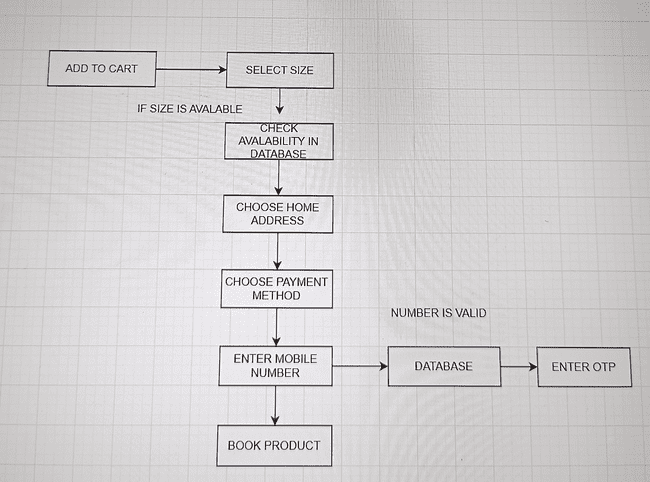 ADD TO CART
SELECT SIZE
IF SIZE IS AVALABLE
CHECK
AVALABILITY IN
DATABASE
CHOOSE HOME
ADDRESS
CHOOSE PAYMENT
METHOD
NUMBER IS VALID
ENTER MOBILE
NUMBER
DATABASE
ENTER OTP
BOOK PRODUCT